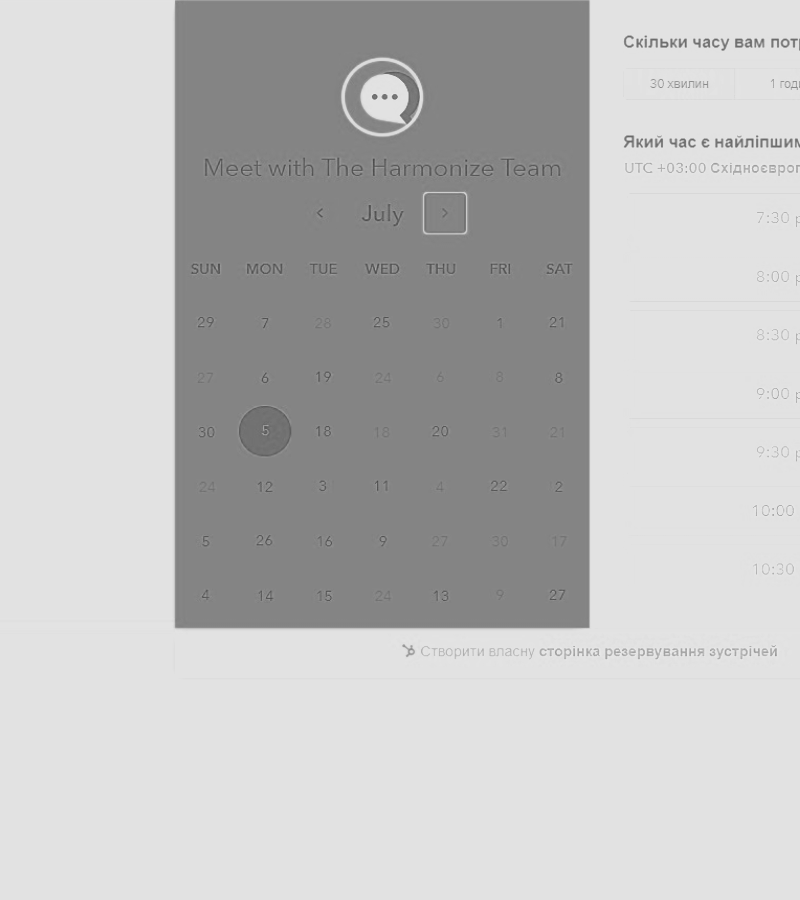 Meet with The Harmonize Team
July
SUN MON TUE WED THU FRI SAT
29 7 28 25 30 1 21
27 6 19 24 6 8 8
30 5 18 18 20 31 21
24 12 3 11 4 22 2
5 26 16 9 27 30 17
4 14 15 24 13 9 27
Скільки часу вам
30 хвилин
1
Який час є
UTC +03:00
7:30
8:00
8:30
9:00
9:30
10:00
10:30
Створити власну сторінка резервування зустрічей